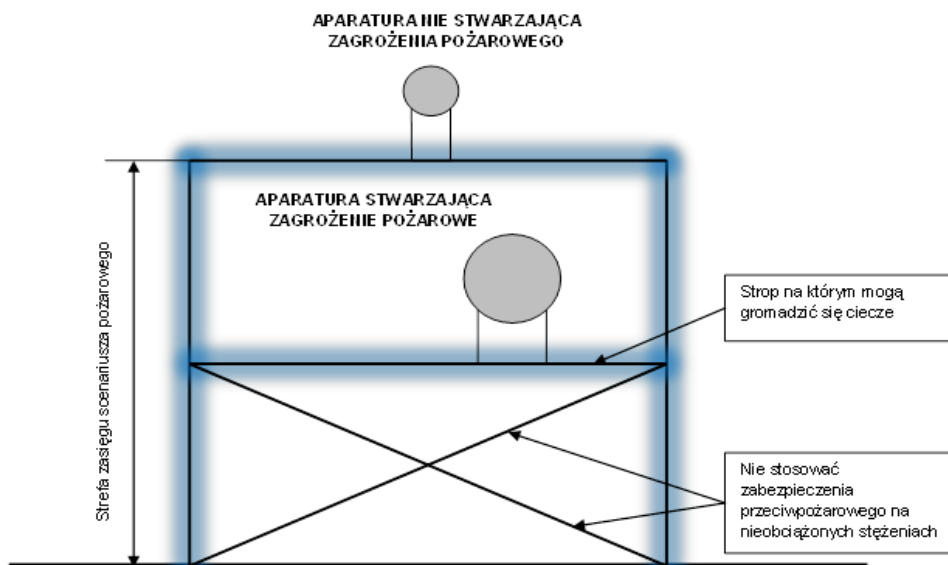 APARATURA NIE STWARZAJĄCA
ZAGROŻENIA POŻAROWEGO
APARATURA STWARZAJĄCA
ZAGROŻENIE POŻAROWE
Strefa zasięgu scenariusza pożarowego
Strop na którym mogą
gromadzić się ciecze
Nie stosować
zabezpieczenia
przeciwpożarowego na
nieobciążonych stężeniach